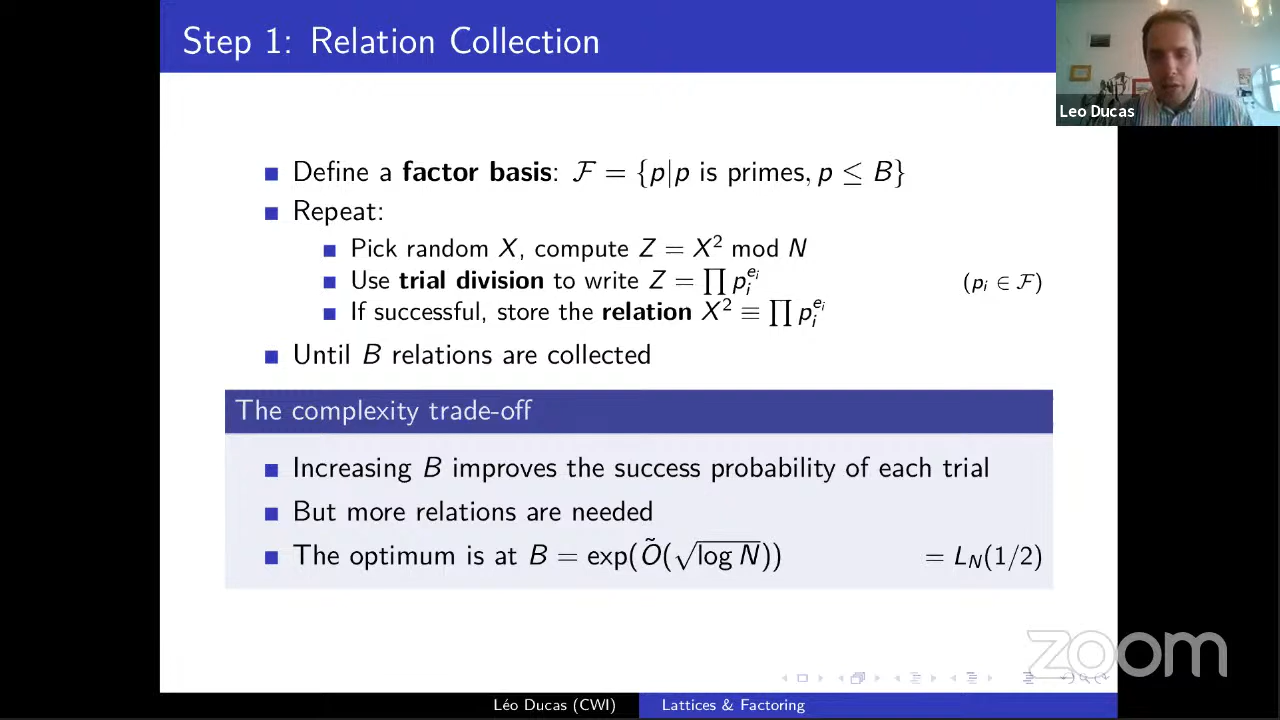 Step 1: Relation Collection
Leo Ducas
Define a factor basis: ℱ = {p|p is primes, p ≤ B}
Repeat:
Pick random X, compute Z = X² mod N
Use trial division to write Z = ∏ pᵢ^eᵢ (pᵢ ∈ ℱ)
If successful, store the relation X² ≡ ∏ pᵢ^eᵢ
Until B relations are collected
The complexity trade-off
Increasing B improves the success probability of each trial
But more relations are needed
The optimum is at B = exp(Õ(√log N)) = L_N(1/2)
zoom
Léo Ducas (CWI) Lattices & Factoring